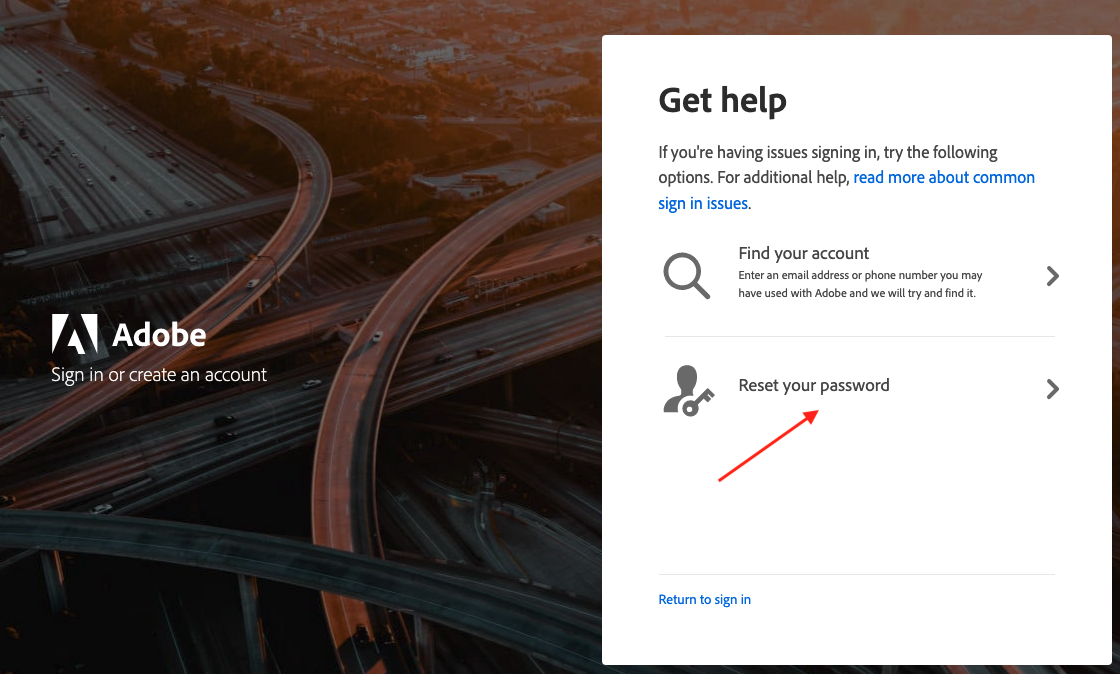 Adobe
Sign in or create an account
Get help
If you're having issues signing in, try the following
options. For additional help, read more about common
sign in issues.
Find your account
Enter an email address or phone number you may
have used with Adobe and we will try and find it.
Reset your password
Return to sign in